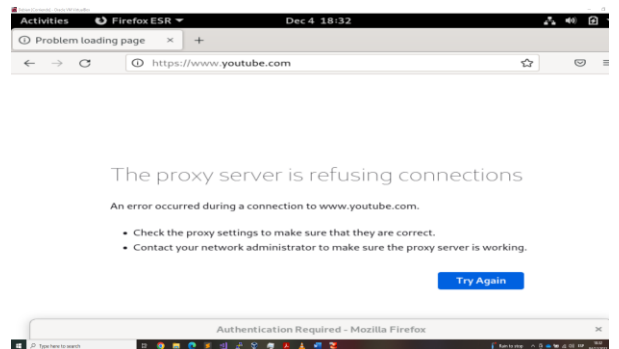 Activities Firefox ESR Dec 4 18:32
Problem loading page × +
https://www.youtube.com
The proxy server is refusing connections
An error occurred during a connection to www.youtube.com.
• Check the proxy settings to make sure that they are correct.
• Contact your network administrator to make sure the proxy server is working.
Try Again
Authentication Required - Mozilla Firefox ×
Type here to search